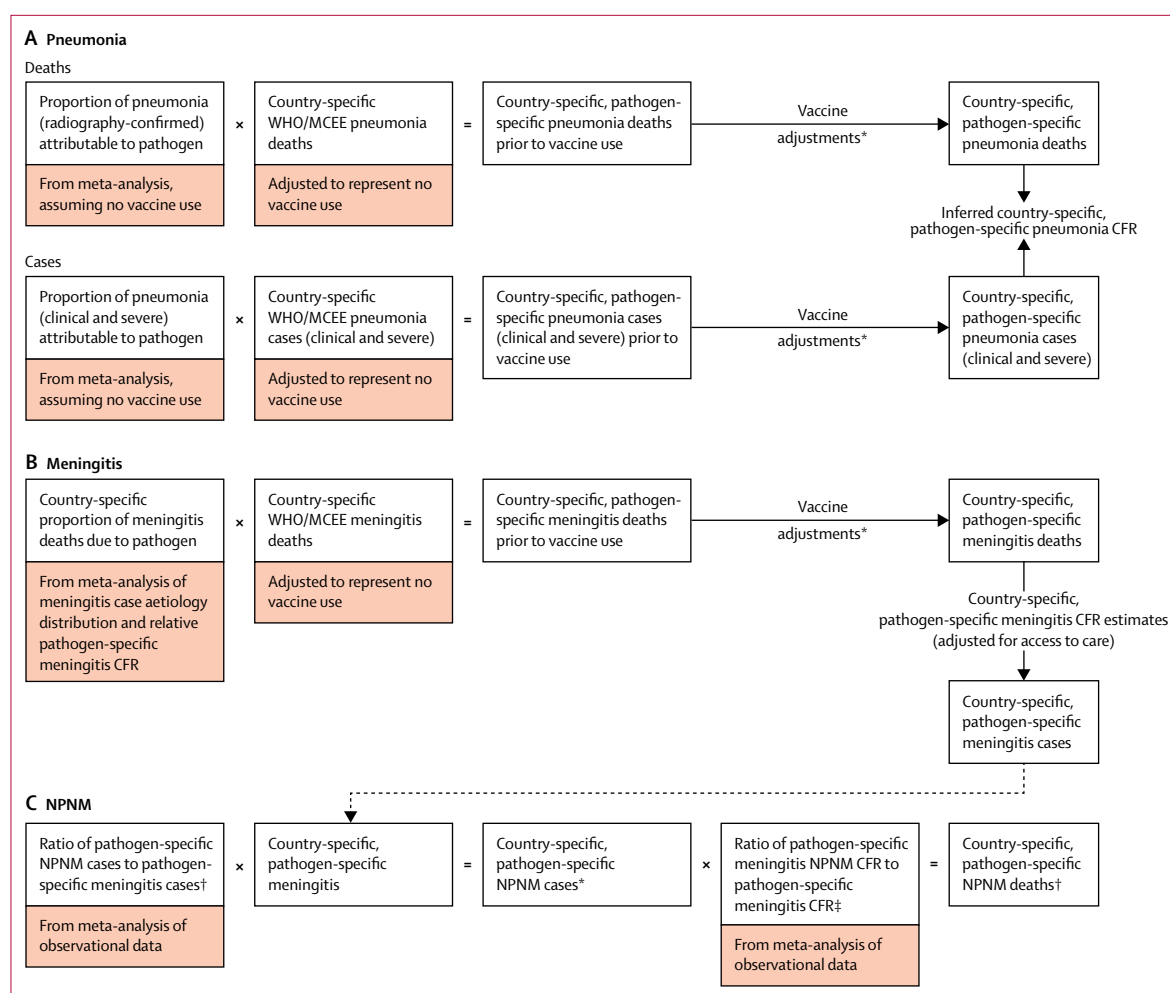 A Pneumonia
Deaths
Proportion of pneumonia
(radiography-confirmed)
attributable to pathogen
From meta-analysis,
assuming no vaccine use
×
Country-specific
WHO/MCEE pneumonia
deaths
Adjusted to represent no
vaccine use
=
Country-specific, pathogen-
specific pneumonia deaths
prior to vaccine use
Vaccine
adjustments*
Country-specific,
pathogen-specific
pneumonia deaths
Inferred country-specific,
pathogen-specific pneumonia CFR
Cases
Proportion of pneumonia
(clinical and severe)
attributable to pathogen
From meta-analysis,
assuming no vaccine use
×
Country-specific
WHO/MCEE pneumonia
cases (clinical and severe)
Adjusted to represent no
vaccine use
=
Country-specific, pathogen-
specific pneumonia cases
(clinical and severe) prior to
vaccine use
Vaccine
adjustments*
Country-specific,
pathogen-specific
pneumonia cases
(clinical and severe)
B Meningitis
Country-specific
proportion of meningitis
deaths due to pathogen
From meta-analysis of
meningitis case aetiology
distribution and relative
pathogen-specific
meningitis CFR
×
Country-specific
WHO/MCEE meningitis
deaths
Adjusted to represent no
vaccine use
=
Country-specific, pathogen-
specific meningitis deaths
prior to vaccine use
Vaccine
adjustments*
Country-specific,
pathogen-specific
meningitis deaths
Country-specific,
pathogen-specific meningitis CFR estimates
(adjusted for access to care)
Country-specific,
pathogen-specific
meningitis cases
C NPNM
Ratio of pathogen-specific
NPNM cases to pathogen-
specific meningitis cases†
From meta-analysis of
observational data
×
Country-specific,
pathogen-specific
meningitis
=
Country-specific,
pathogen-specific
NPNM cases*
×
Ratio of pathogen-specific
meningitis NPNM CFR to
pathogen-specific
meningitis CFR‡
From meta-analysis of
observational data
=
Country-specific,
pathogen-specific
NPNM deaths†